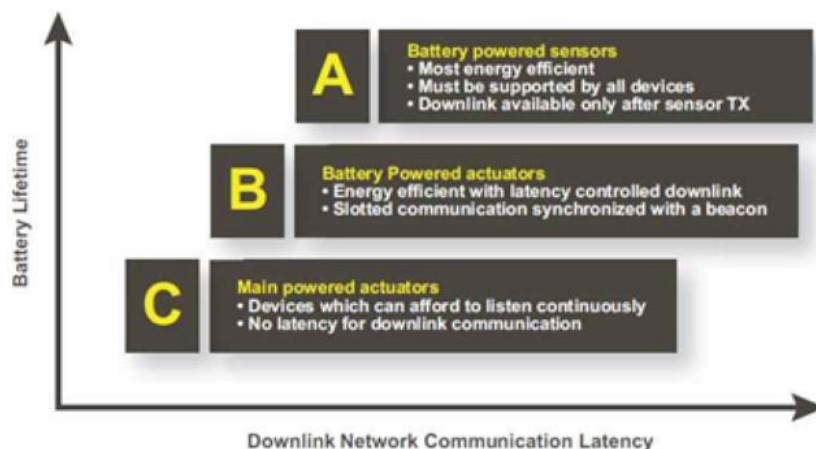 Battery Lifetime
A
Battery powered sensors
• Most energy efficient
• Must be supported by all devices
• Downlink available only after sensor TX
B
Battery Powered actuators
• Energy efficient with latency controlled downlink
• Slotted communication synchronized with a beacon
C
Main powered actuators
• Devices which can afford to listen continuously
• No latency for downlink communication
Downlink Network Communication Latency